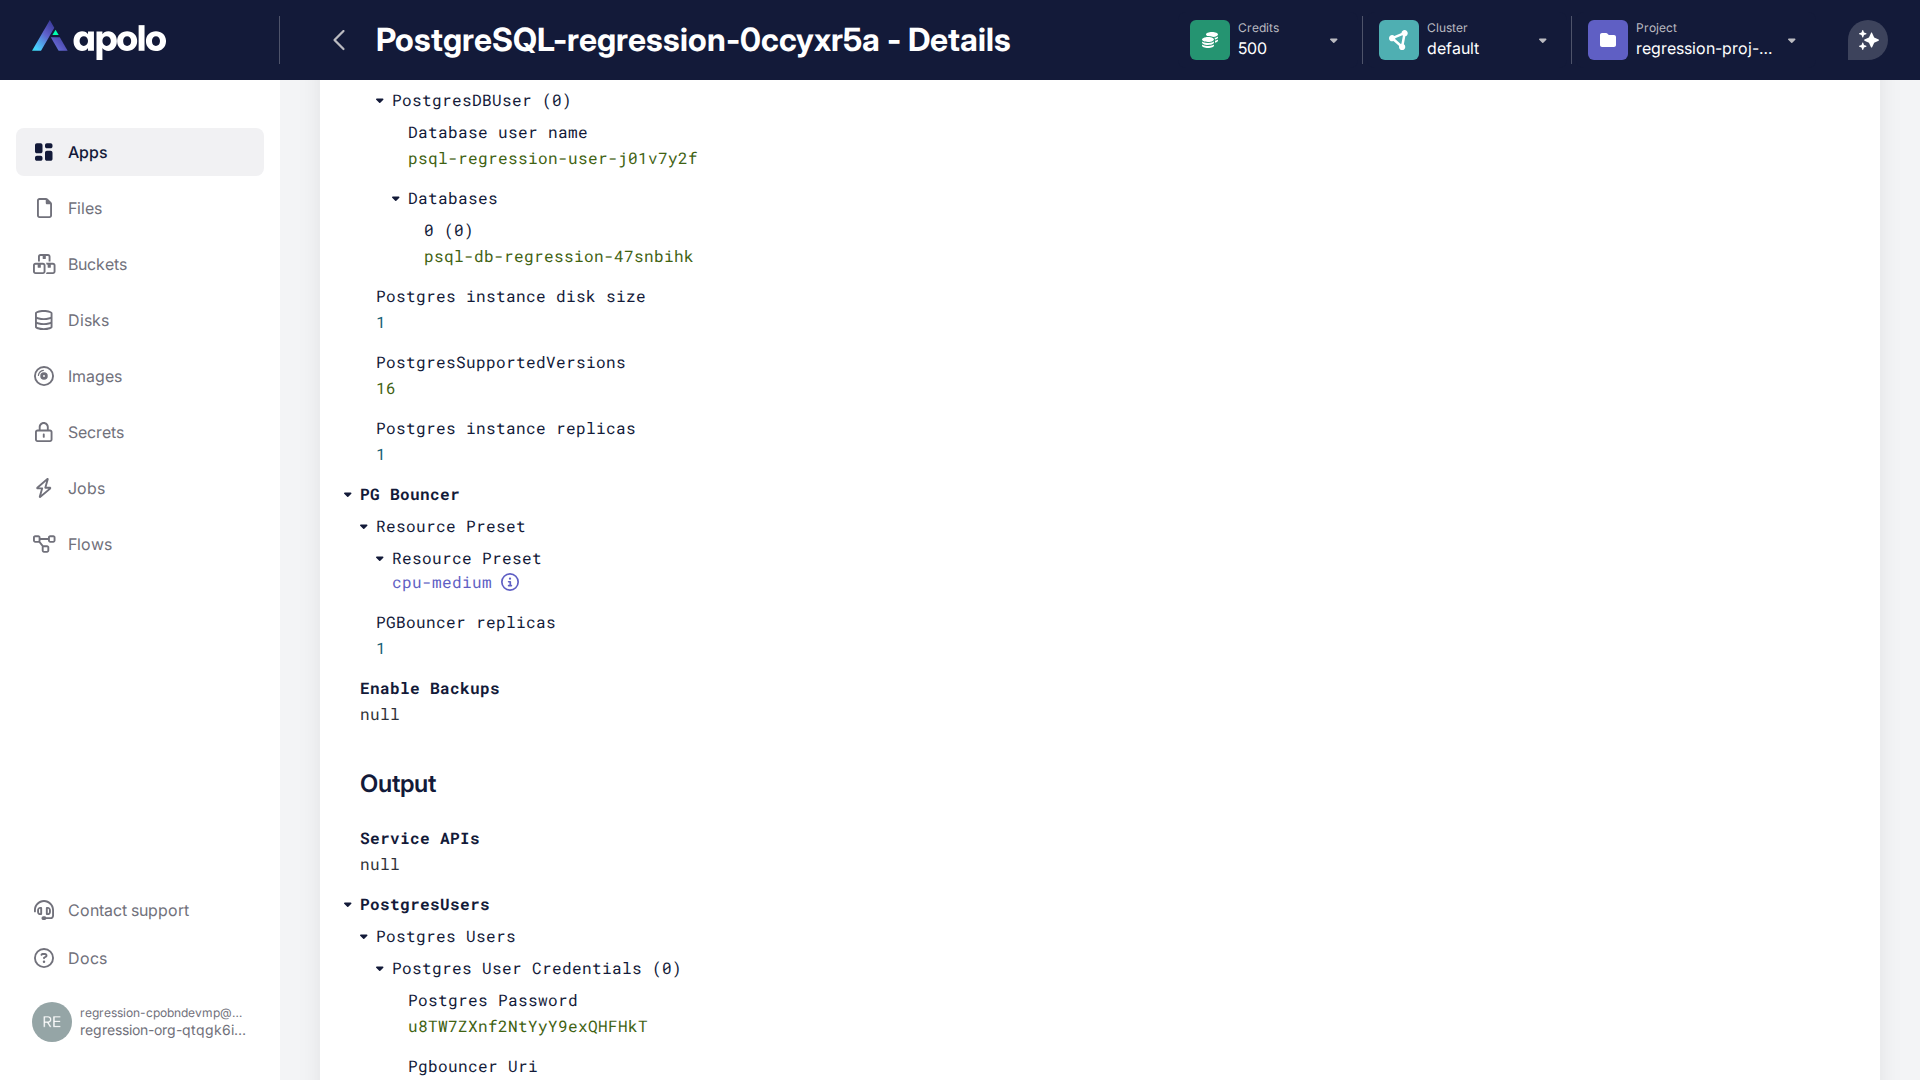 apolo
PostgreSQL-regression-0ccyxr5a - Details
Credits
500
Cluster
default
Project
regression-proj-...
Apps
Files
Buckets
Disks
Images
Secrets
Jobs
Flows
Contact support
Docs
RE
regression-cpobndevmp@...
regression-org-qtqgk6i...
PostgresDBUser (0)
Database user name
psql-regression-user-j01v7y2f
Databases
0 (0)
psql-db-regression-47snbihk
Postgres instance disk size
1
PostgresSupportedVersions
16
Postgres instance replicas
1
PG Bouncer
Resource Preset
Resource Preset
cpu-medium
PGBouncer replicas
1
Enable Backups
null
Output
Service APIs
null
PostgresUsers
Postgres Users
Postgres User Credentials (0)
Postgres Password
u8TW7ZXnf2NtYyY9exQHFHkT
Pgbouncer Uri